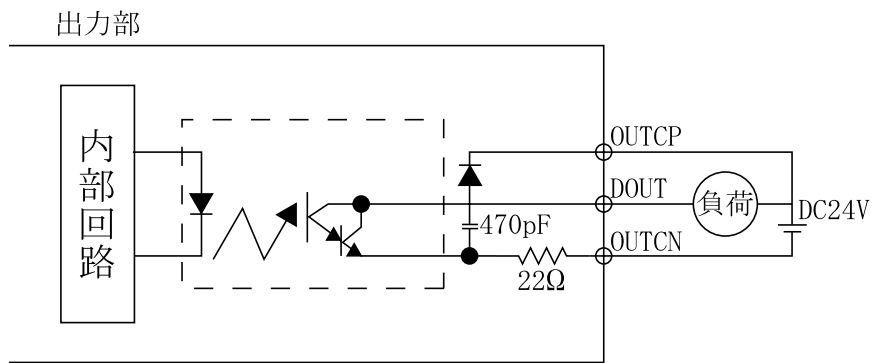 出力部
内部回路
OUTCP
DOUT
負荷
DC24V
470pF
OUTCN
22Ω